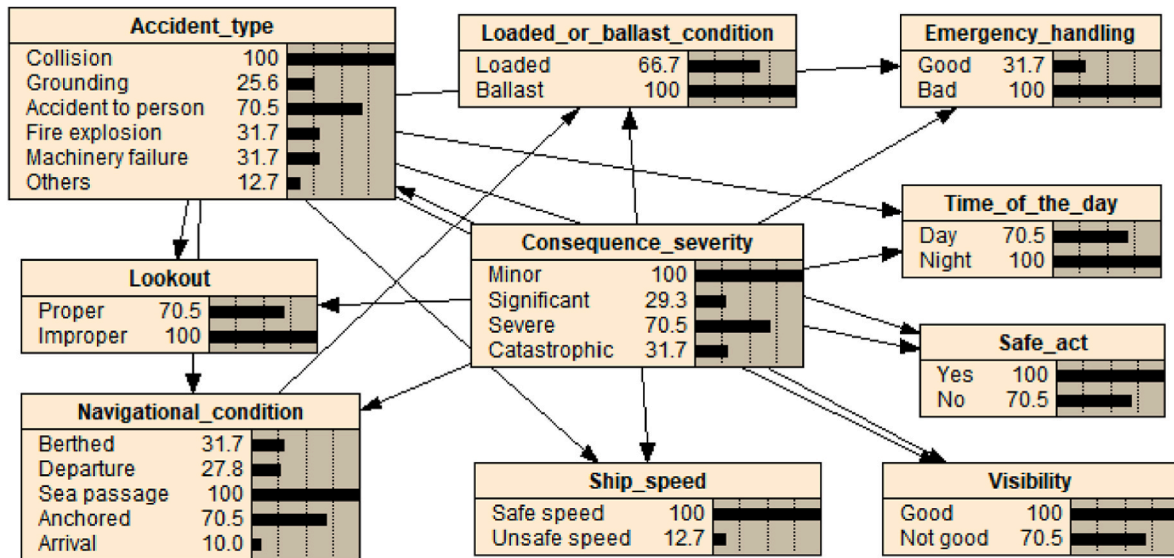 Accident_type
Collision 100
Grounding 25.6
Accident to person 70.5
Fire explosion 31.7
Machinery failure 31.7
Others 12.7
Loaded_or_ballast_condition
Loaded 66.7
Ballast 100
Emergency_handling
Good 31.7
Bad 100
Time_of_the_day
Day 70.5
Night 100
Consequence_severity
Minor 100
Significant 29.3
Severe 70.5
Catastrophic 31.7
Lookout
Proper 70.5
Improper 100
Safe_act
Yes 100
No 70.5
Navigational_condition
Berthed 31.7
Departure 27.8
Sea passage 100
Anchored 70.5
Arrival 10.0
Ship_speed
Safe speed 100
Unsafe speed 12.7
Visibility
Good 100
Not good 70.5